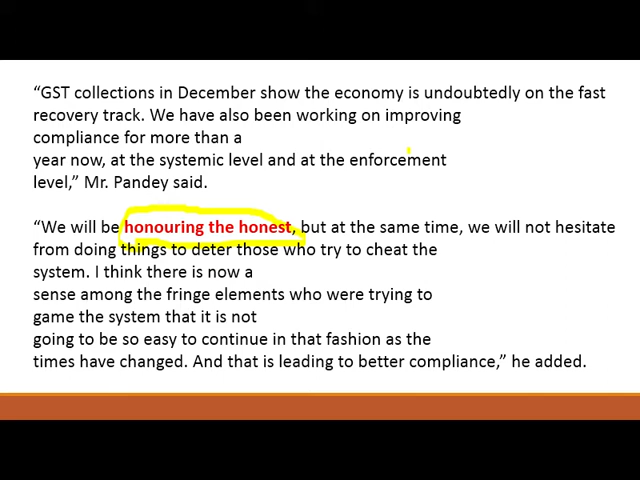 “GST collections in December show the economy is undoubtedly on the fast
recovery track. We have also been working on improving
compliance for more than a
year now, at the systemic level and at the enforcement
level,” Mr. Pandey said.
“We will be honouring the honest, but at the same time, we will not hesitate
from doing things to deter those who try to cheat the
system. I think there is now a
sense among the fringe elements who were trying to
game the system that it is not
going to be so easy to continue in that fashion as the
times have changed. And that is leading to better compliance,” he added.